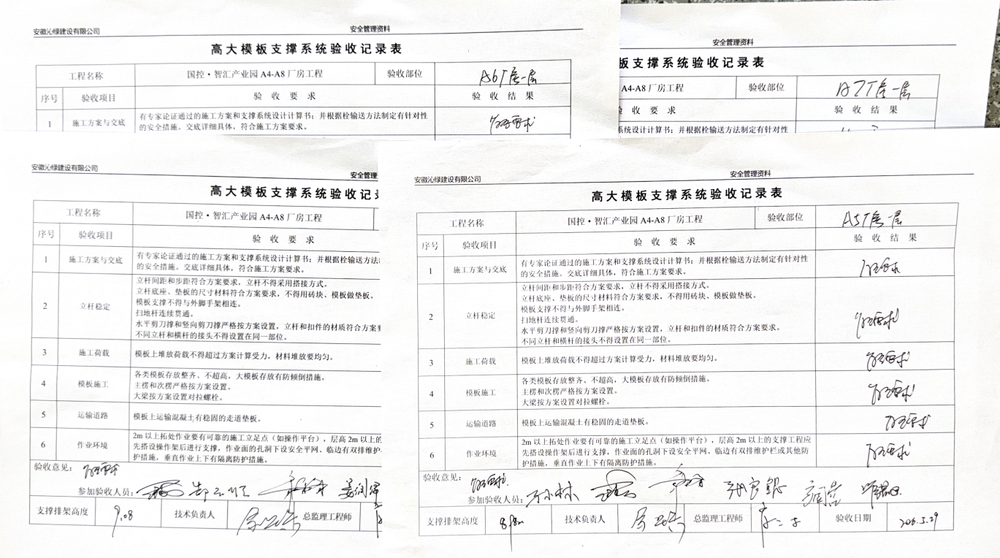 安徽沁绿建设有限公司 安全管理资料
高大模板支撑系统验收记录表
工程名称 国控·智汇产业园 A4-A8 厂房工程 验收部位 A6厂房一层
序号 验收项目 验 收 要 求 验 收 结 果
1 施工方案与交底 有专家论证通过的施工方案和支撑系统设计计算书；并根据栓输送方法制定有针对性
的安全措施。交底详细具体，符合施工方案要求。 符合要求
安全管理资料
板支撑系统验收记录表
A4-A8 厂房工程 验收部位 A7厂房一层
验 收 要 求 验 收 结 果
系统设计计算书；并根据栓输送方法制定有针对性
安徽沁绿建设有限公司 安全管理
高大模板支撑系统验收记
工程名称 国控·智汇产业园 A4-A8 厂房工程
序号 验收项目 验 收 要 求
1 施工方案与交底 有专家论证通过的施工方案和支撑系统设计计算书；并根据栓输送方法
的安全措施。交底详细具体，符合施工方案要求。
立杆间距和步距符合方案要求，立杆不得采用搭接方式。
立杆底座、垫板的尺寸材料符合方案要求，不得用砖块、模板做垫板。
2 立杆稳定 模板支撑不得与外脚手架相连。
扫地杆连续贯通。
水平剪刀撑和竖向剪刀撑严格按方案设置，立杆和扣件的材质符合方案要
不同立杆和横杆的接头不得设置在同一部位。
3 施工荷载 模板上堆放荷载不得超过方案计算受力，材料堆放要均匀。
各类模板存放整齐、不超高，大模板存放有防倾倒措施。
4 模板施工 主楞和次楞严格按方案设置。
大梁按方案设置对拉螺栓。
5 运输道路 模板上运输混凝土有稳固的走道垫板。
2m 以上拓处作业要有可靠的施工立足点（如操作平台），层高 2m 以上的
6 作业环境 先搭设操作架后进行支撑，作业面的孔洞下设安全平网、临边有双排维护
护措施，垂直作业上下有隔离防护措施。
验收意见： 符合要求
参加验收人员：
支撑排架高度 9.08 技术负责人 总监理工程师
安徽沁绿建设有限公司 安全管理资料
高大模板支撑系统验收记录表
工程名称 国控·智汇产业园 A4-A8 厂房工程 验收部位 A5厂房一层
序号 验收项目 验 收 要 求 验 收 结 果
1 施工方案与交底 有专家论证通过的施工方案和支撑系统设计计算书；并根据栓输送方法制定有针对性
的安全措施。交底详细具体，符合施工方案要求。 符合要求
立杆间距和步距符合方案要求，立杆不得采用搭接方式。
立杆底座、垫板的尺寸材料符合方案要求，不得用砖块、模板做垫板。
2 立杆稳定 模板支撑不得与外脚手架相连。 符合要求
扫地杆连续贯通。
水平剪刀撑和竖向剪刀撑严格按方案设置，立杆和扣件的材质符合方案要求。
不同立杆和横杆的接头不得设置在同一部位。
3 施工荷载 模板上堆放荷载不得超过方案计算受力，材料堆放要均匀。 符合要求
各类模板存放整齐、不超高，大模板存放有防倾倒措施。
4 模板施工 主楞和次楞严格按方案设置。 符合要求
大梁按方案设置对拉螺栓。
5 运输道路 模板上运输混凝土有稳固的走道垫板。 符合要求
2m 以上拓处作业要有可靠的施工立足点（如操作平台），层高 2m 以上的支撑工程应
6 作业环境 先搭设操作架后进行支撑，作业面的孔洞下设安全平网、临边有双排维护栏或其他防 符合要求
护措施，垂直作业上下有隔离防护措施。
验收意见： 符合要求.
参加验收人员：
支撑排架高度 8.98m 技术负责人 总监理工程师 验收日期